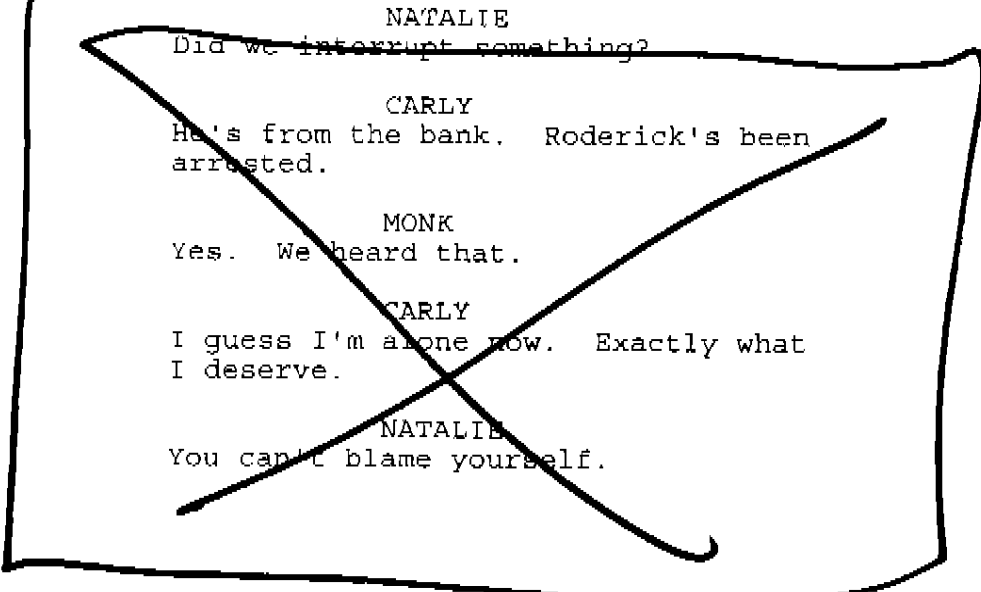 NATALIE
Did we interrupt something?
CARLY
He's from the bank.  Roderick's been
arrested.
MONK
Yes.  We heard that.
CARLY
I guess I'm alone now.  Exactly what
I deserve.
NATALIE
You can't blame yourself.